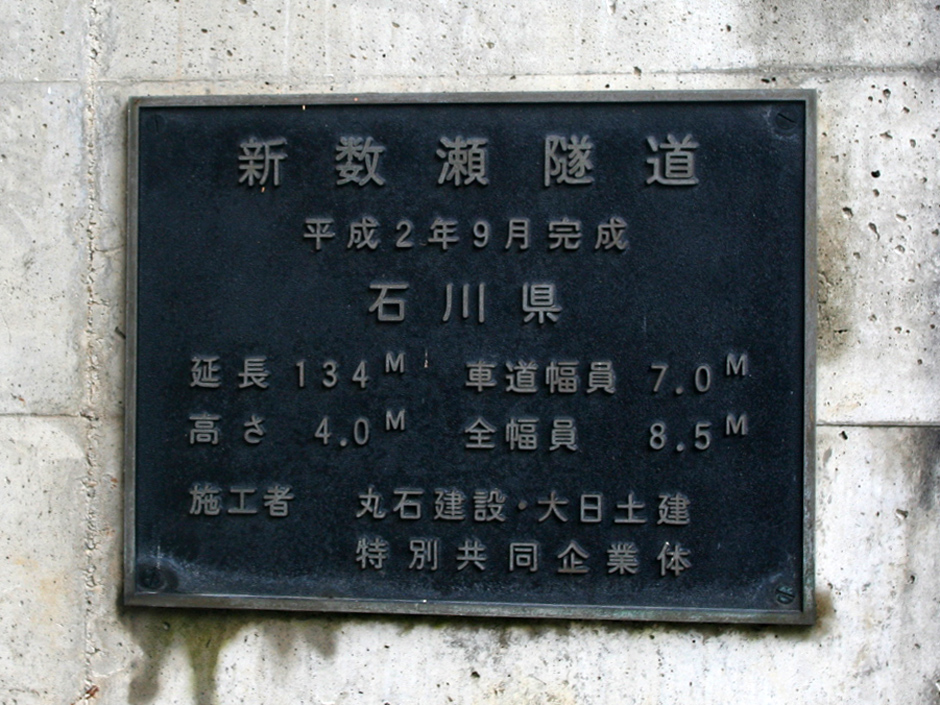 新数瀬隧道
平成2年9月完成
石川県
延長 134M 車道幅員 7.0M
高さ 4.0M 全幅員 8.5M
施工者 丸石建設・大日土建
特別共同企業体